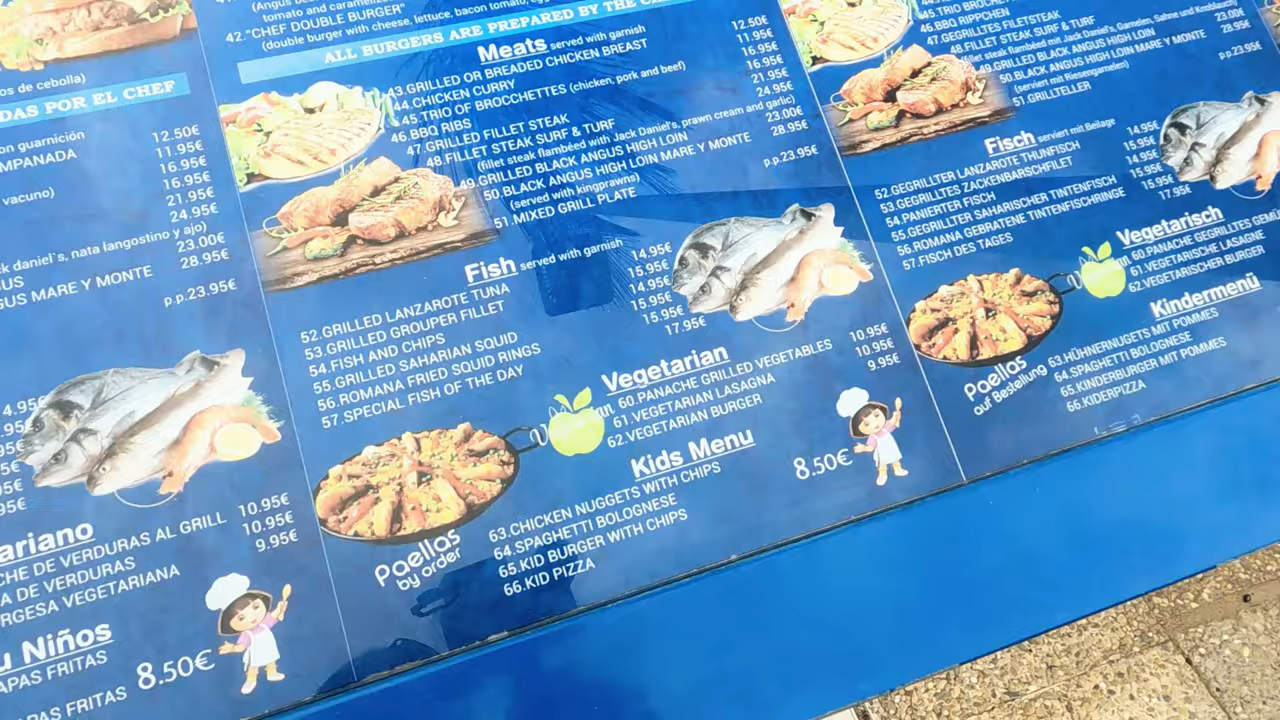 os de cebolla)
DAS POR EL CHEF
on guarnición
MPANADA
vacuno)
ck daniel`s, nata langostino y ajo)
GUS
GUS MARE Y MONTE
12.50€
11.95€
16.95€
16.95€
21.95€
24.95€
23.00€
28.95€
p.p.23.95€
ariano
CHE DE VERDURAS AL GRILL 10.95€
A DE VERDURAS 10.95€
RGESA VEGETARIANA 9.95€
u Niños
APAS FRITAS
APAS FRITAS 8.50€
tomato and carameliz
42."CHEF DOUBLE BURGER"
(double burger with cheese, lettuce, bacon tomato, egg
ALL BURGERS ARE PREPARED BY THE
Meats served with garnish
43.GRILLED OR BREADED CHICKEN BREAST 12.50€
44.CHICKEN CURRY 11.95€
45.TRIO OF BROCHETTES (chicken, pork and beef) 16.95€
46.BBQ RIBS 16.95€
47.GRILLED FILLET STEAK 21.95€
48.FILLET STEAK SURF & TURF 24.95€
(fillet steak flambéed with Jack Daniel's, prawn cream and garlic)
49.GRILLED BLACK ANGUS HIGH LOIN 23.00€
50.BLACK ANGUS HIGH LOIN MARE Y MONTE 28.95€
(served with kingprawns)
51.MIXED GRILL PLATE p.p.23.95€
Fish served with garnish
52.GRILLED LANZAROTE TUNA 14.95€
53.GRILLED GROUPER FILLET 15.95€
54.FISH AND CHIPS 14.95€
55.GRILLED SAHARIAN SQUID 15.95€
56.ROMANA FRIED SQUID RINGS 15.95€
57.SPECIAL FISH OF THE DAY 17.95€
Vegetarian
60.PANACHE GRILLED VEGETABLES 10.95€
61.VEGETARIAN LASAGNA 10.95€
62.VEGETARIAN BURGER 9.95€
Paellas
by order
Kids Menu
63.CHICKEN NUGGETS WITH CHIPS
64.SPAGHETTI BOLOGNESE
65.KID BURGER WITH CHIPS
66.KID PIZZA
8.50€
45.TRIO BROCHE
46.BBQ RIPPCHEN
47.GEGRILLTES FILETSTEAK
48.FILLET STEAK SURF & TURF
(fillet steak flambéed mit Jack Daniel's, Garnelen, Sahne und Knoblauch)
49.GRILLED BLACK ANGUS HIGH LOIN 23.00€
50.BLACK ANGUS HIGH LOIN MARE Y MONTE 28.95€
(serviert mit Riesengarnelen)
51.GRILLTELLER p.p.23.95€
Fisch serviert mit Beilage
52.GEGRILLTER LANZAROTE THUNFISCH 14.95€
53.GEGRILLTES ZACKENBARSCHFILET 15.95€
54.PANIERTER FISCH 14.95€
55.GEGRILLTER SAHARISCHER TINTENFISCH 15.95€
56.ROMANA GEBRATENE TINTENFISCHRINGE 15.95€
57.FISCH DES TAGES 17.95€
Vegetarisch
60.PANACHE GEGRILLTES GEMÜ
61.VEGETARISCHE LASAGNE
62.VEGETARISCHER BURGER
Paellas
auf Bestellung
Kindermenü
63.HÜHNERNUGETS MIT POMMES
64.SPAGHETTI BOLOGNESE
65.KINDERBURGER MIT POMMES
66.KIDERPIZZA